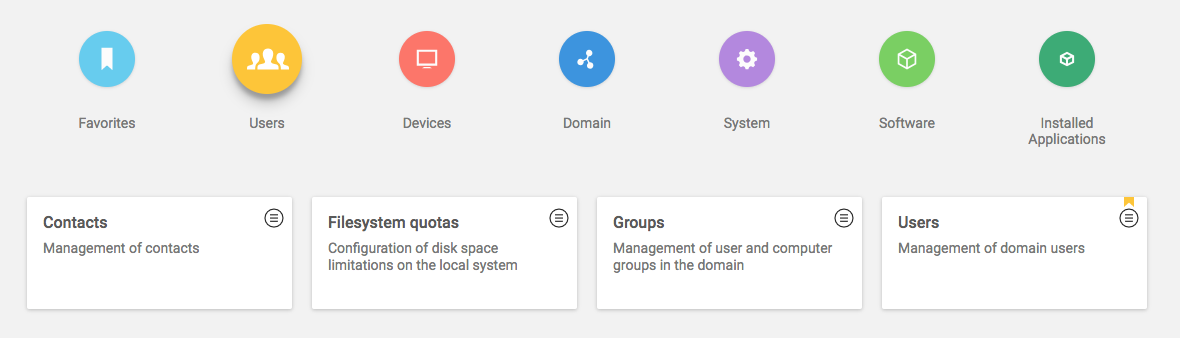 Favorites
Users
Devices
Domain
System
Software
Installed
Applications
Contacts
Management of contacts
Filesystem quotas
Configuration of disk space
limitations on the local system
Groups
Management of user and computer
groups in the domain
Users
Management of domain users